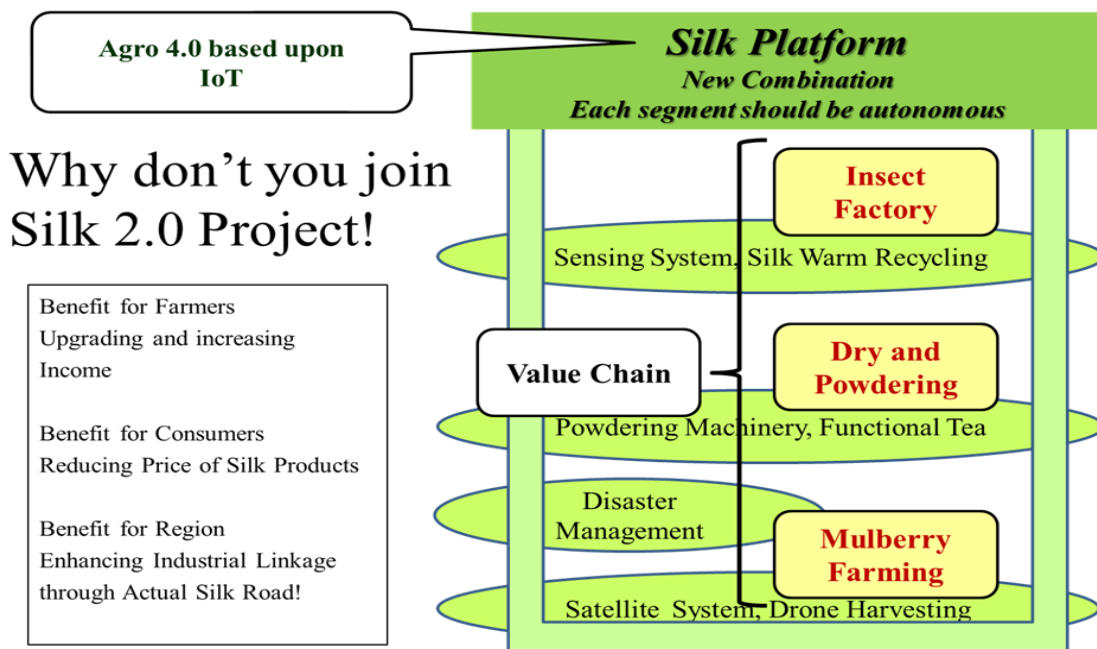 Agro 4.0 based upon
IoT
Silk Platform
New Combination
Each segment should be autonomous
Why don’t you join
Silk 2.0 Project!
Benefit for Farmers
Upgrading and increasing
Income
Benefit for Consumers
Reducing Price of Silk Products
Benefit for Region
Enhancing Industrial Linkage
through Actual Silk Road!
Value Chain
Insect
Factory
Sensing System, Silk Warm Recycling
Dry and
Powdering
Powdering Machinery, Functional Tea
Disaster
Management
Mulberry
Farming
Satellite System, Drone Harvesting